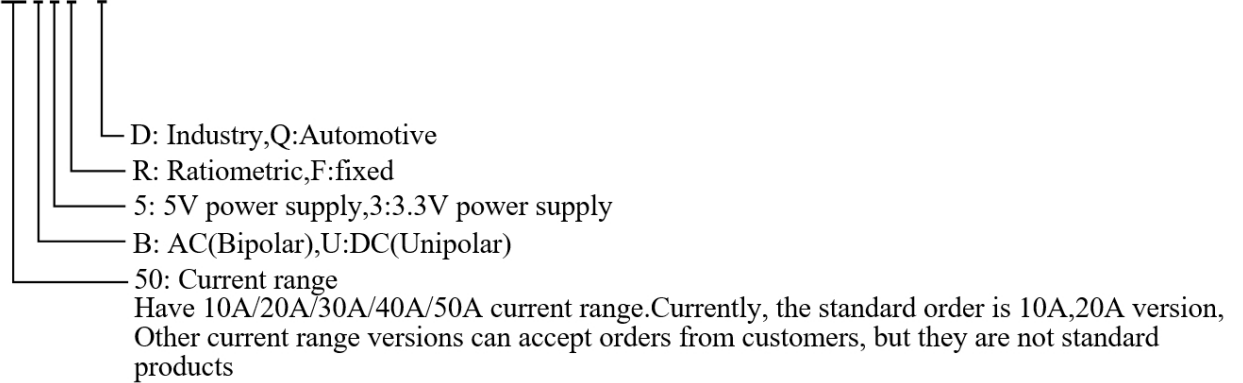 D: Industry,Q:Automotive
R: Ratiometric,F:fixed
5: 5V power supply,3:3.3V power supply
B: AC(Bipolar),U:DC(Unipolar)
50: Current range
Have 10A/20A/30A/40A/50A current range.Currently, the standard order is 10A,20A version,
Other current range versions can accept orders from customers, but they are not standard
products